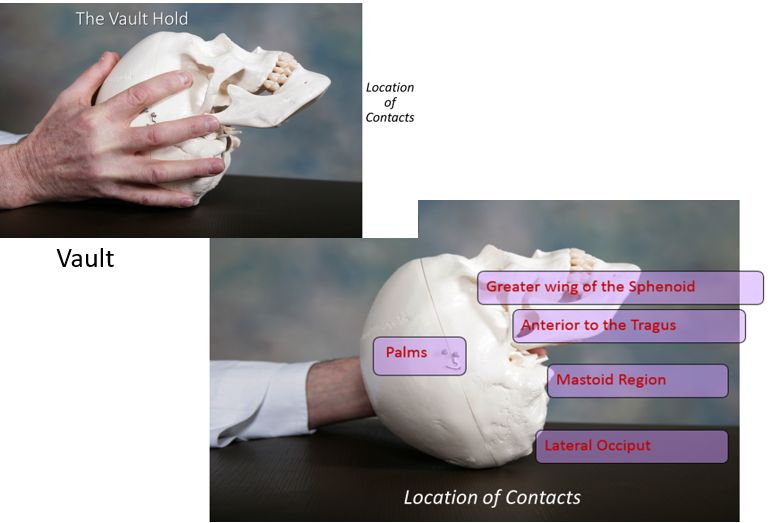 The Vault Hold
Location
of
Contacts
Vault
Greater wing of the Sphenoid
Anterior to the Tragus
Palms
Mastoid Region
Lateral Occiput
Location of Contacts